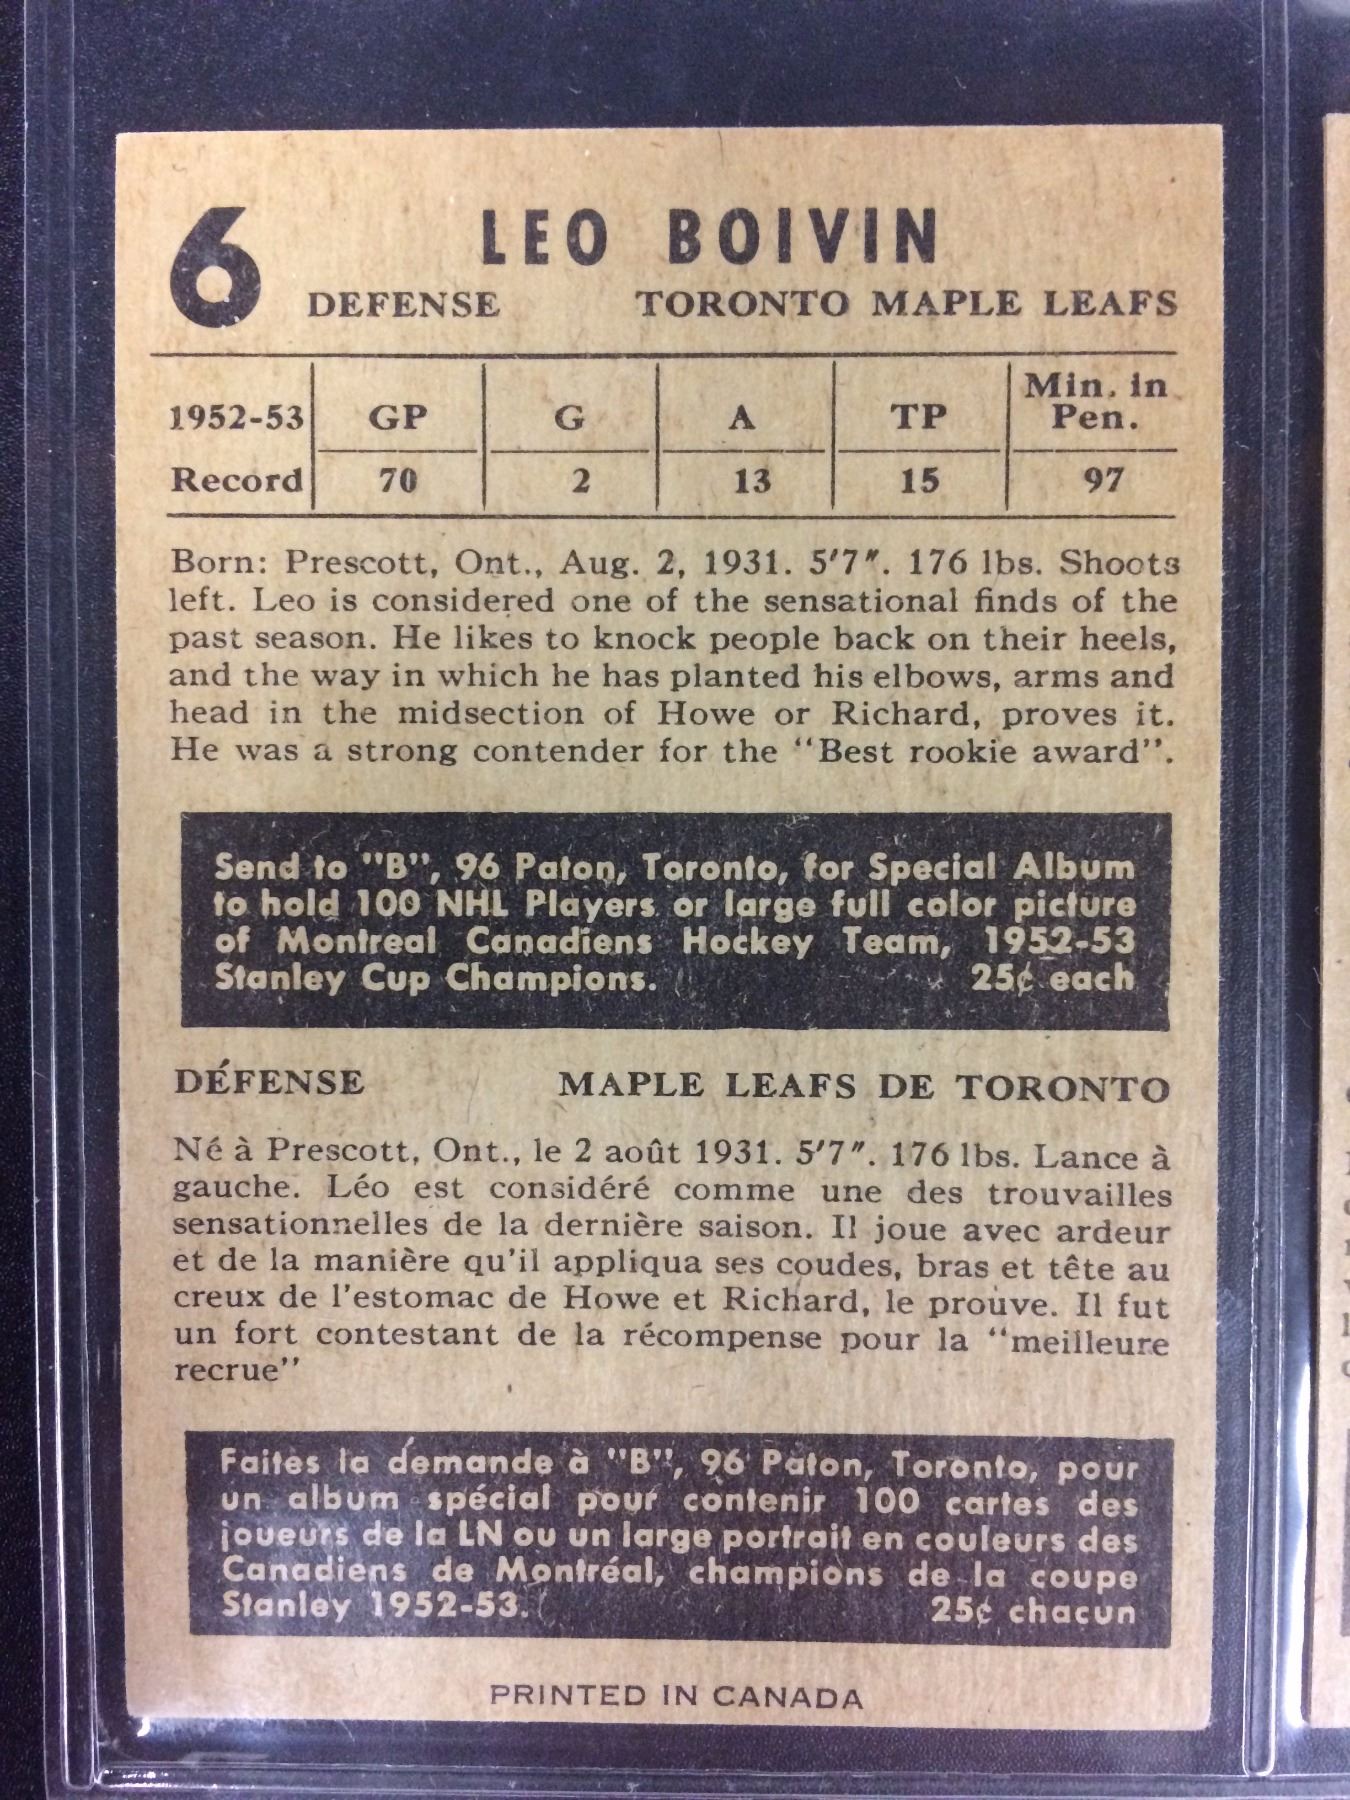 6 LEO BOIVIN
DEFENSE TORONTO MAPLE LEAFS
1952-53 GP G A TP Min. in Pen.
Record 70 2 13 15 97
Born: Prescott, Ont., Aug. 2, 1931. 5'7". 176 lbs. Shoots
left. Leo is considered one of the sensational finds of the
past season. He likes to knock people back on their heels,
and the way in which he has planted his elbows, arms and
head in the midsection of Howe or Richard, proves it.
He was a strong contender for the "Best rookie award".
Send to "B", 96 Paton, Toronto, for Special Album
to hold 100 NHL Players or large full color picture
of Montreal Canadiens Hockey Team, 1952-53
Stanley Cup Champions. 25¢ each
DÉFENSE MAPLE LEAFS DE TORONTO
Né à Prescott, Ont., le 2 août 1931. 5'7". 176 lbs. Lance à
gauche. Léo est considéré comme une des trouvailles
sensationnelles de la dernière saison. Il joue avec ardeur
et de la manière qu'il appliqua ses coudes, bras et tête au
creux de l'estomac de Howe et Richard, le prouve. Il fut
un fort contestant de la récompense pour la "meilleure
recrue"
Faites la demande à "B", 96 Paton, Toronto, pour
un album spécial pour contenir 100 cartes des
joueurs de la LN ou un large portrait en couleurs des
Canadiens de Montréal, champions de la coupe
Stanley 1952-53. 25¢ chacun
PRINTED IN CANADA